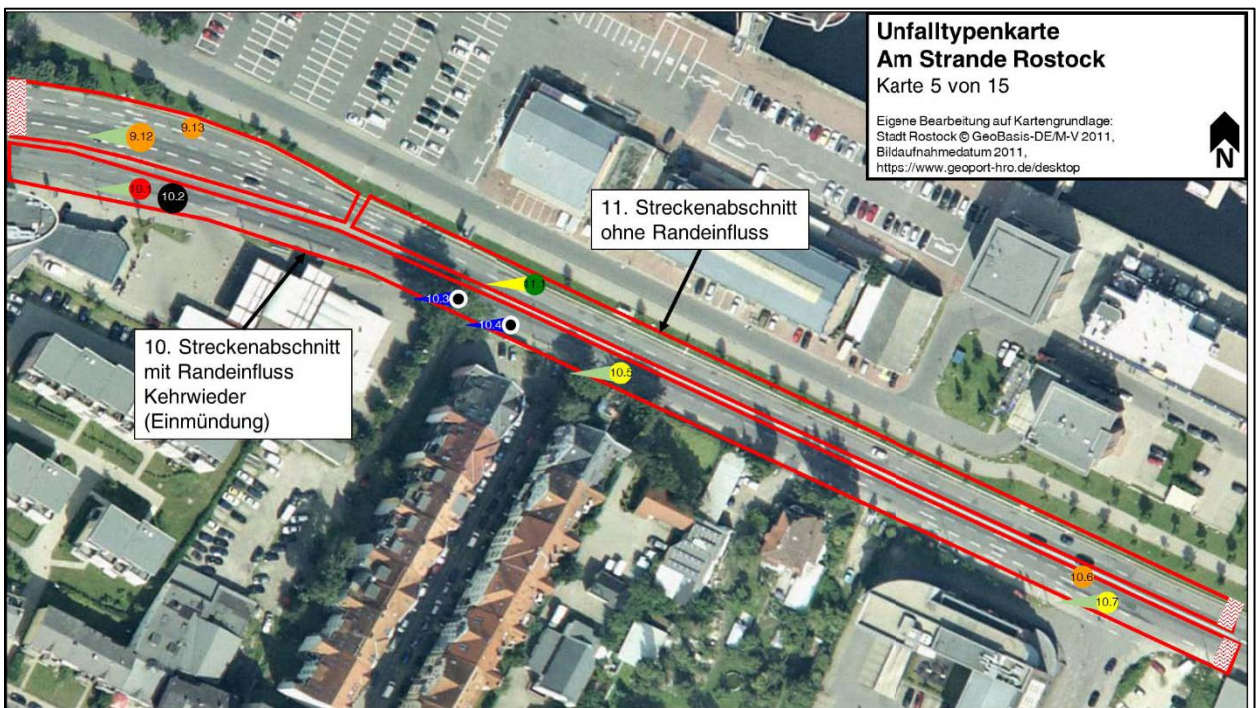 Unfalltypenkarte
Am Strande Rostock
Karte 5 von 15
Eigene Bearbeitung auf Kartengrundlage:
Stadt Rostock © GeoBasis-DE/M-V 2011,
Bildaufnahmedatum 2011,
https://www.geoport-hro.de/desktop
N
9.12
9.13
10.1
10.2
11. Streckenabschnitt
ohne Randeinfluss
11.1
10.3
10.4
10. Streckenabschnitt
mit Randeinfluss
Kehrwieder
(Einmündung)
10.5
10.6
10.7